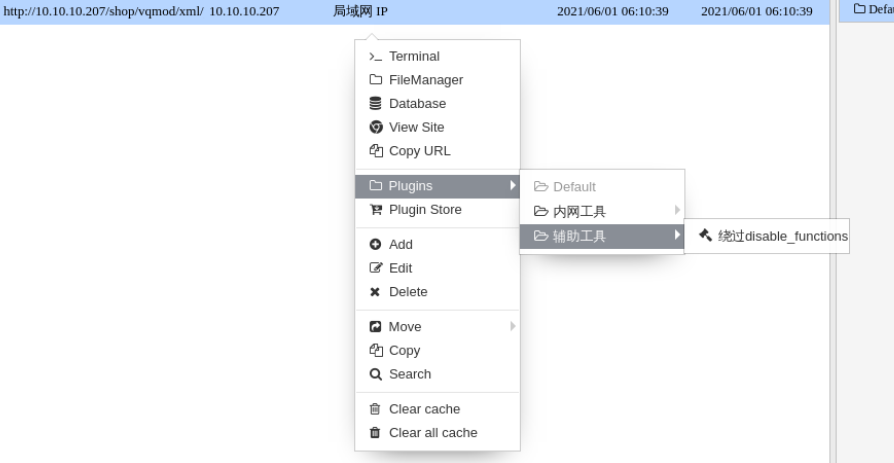 http://10.10.10.207/shop/vqmod/xml/ 10.10.10.207 局域网 IP 2021/06/01 06:10:39 2021/06/01 06:10:39
Terminal
FileManager
Database
View Site
Copy URL
Plugins
Plugin Store
Add
Edit
Delete
Move
Copy
Search
Clear cache
Clear all cache
Default
内网工具
辅助工具
绕过disable_functions